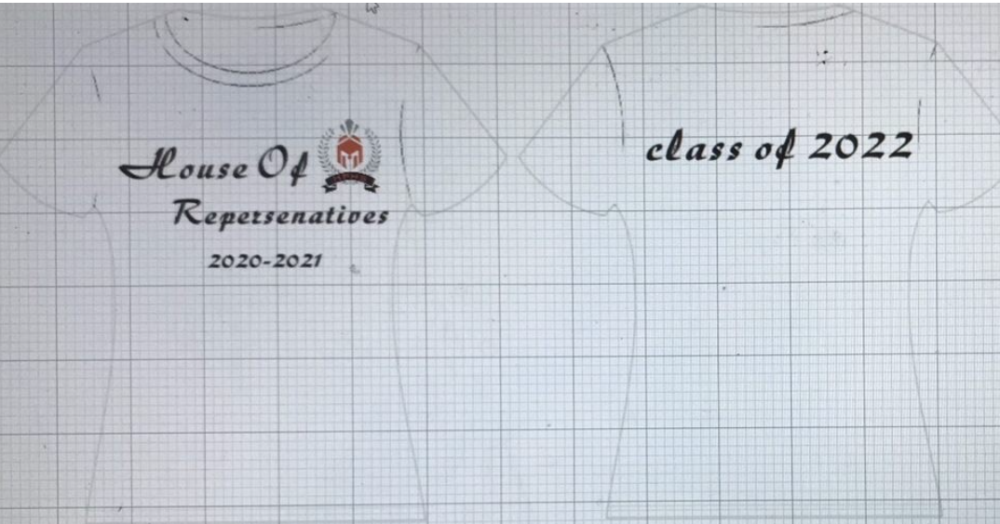 House Of
Repersenatives
2020-2021
class of 2022